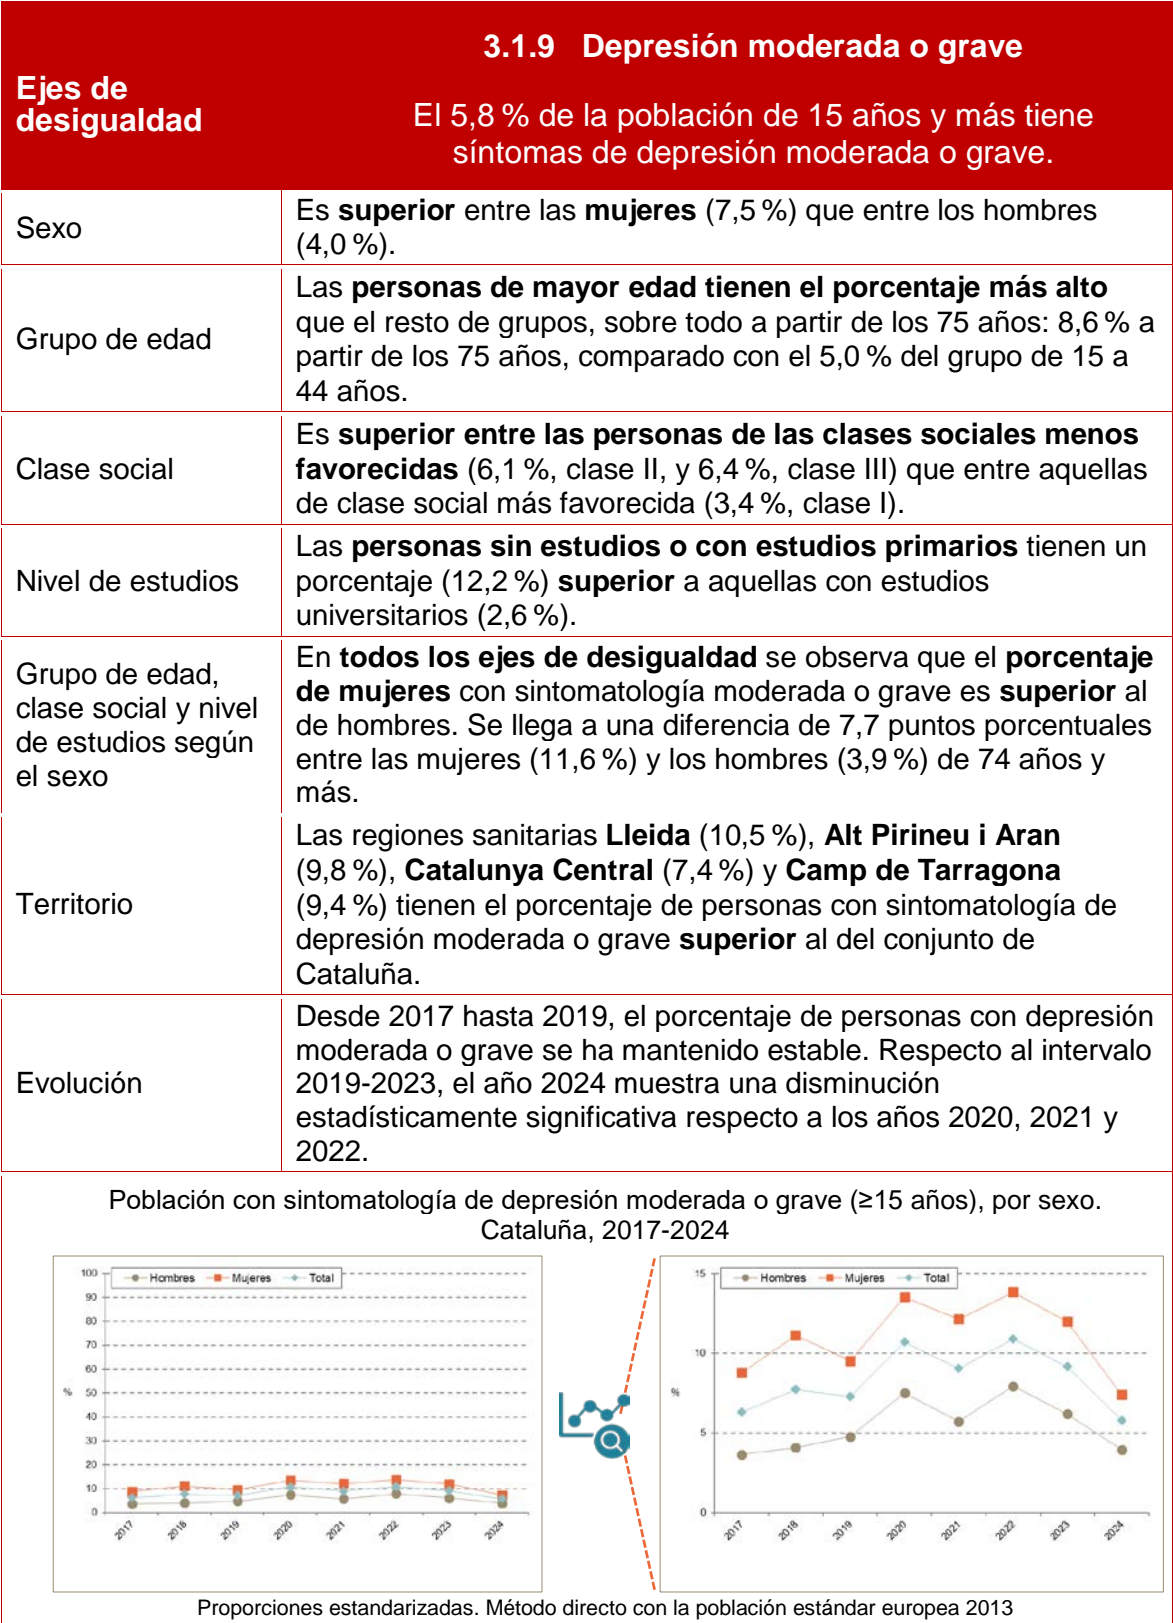 Ejes de
desigualdad
3.1.9 Depresión moderada o grave
El 5,8 % de la población de 15 años y más tiene
síntomas de depresión moderada o grave.
Sexo
Es superior entre las mujeres (7,5 %) que entre los hombres
(4,0 %).
Grupo de edad
Las personas de mayor edad tienen el porcentaje más alto
que el resto de grupos, sobre todo a partir de los 75 años: 8,6 % a
partir de los 75 años, comparado con el 5,0 % del grupo de 15 a
44 años.
Clase social
Es superior entre las personas de las clases sociales menos
favorecidas (6,1 %, clase II, y 6,4 %, clase III) que entre aquellas
de clase social más favorecida (3,4 %, clase I).
Nivel de estudios
Las personas sin estudios o con estudios primarios tienen un
porcentaje (12,2 %) superior a aquellas con estudios
universitarios (2,6 %).
Grupo de edad,
clase social y nivel
de estudios según
el sexo
En todos los ejes de desigualdad se observa que el porcentaje
de mujeres con sintomatología moderada o grave es superior al
de hombres. Se llega a una diferencia de 7,7 puntos porcentuales
entre las mujeres (11,6 %) y los hombres (3,9 %) de 74 años y
más.
Territorio
Las regiones sanitarias Lleida (10,5 %), Alt Pirineu i Aran
(9,8 %), Catalunya Central (7,4 %) y Camp de Tarragona
(9,4 %) tienen el porcentaje de personas con sintomatología de
depresión moderada o grave superior al del conjunto de
Cataluña.
Evolución
Desde 2017 hasta 2019, el porcentaje de personas con depresión
moderada o grave se ha mantenido estable. Respecto al intervalo
2019-2023, el año 2024 muestra una disminución
estadísticamente significativa respecto a los años 2020, 2021 y
2022.
Población con sintomatología de depresión moderada o grave (≥15 años), por sexo.
Cataluña, 2017-2024
Hombres Mujeres Total
100
90
80
70
60
50
40
30
20
10
0
%
2017 2018 2019 2020 2021 2022 2023 2024
Hombres Mujeres Total
15
10
5
0
%
2017 2018 2019 2020 2021 2022 2023 2024
Proporciones estandarizadas. Método directo con la población estándar europea 2013